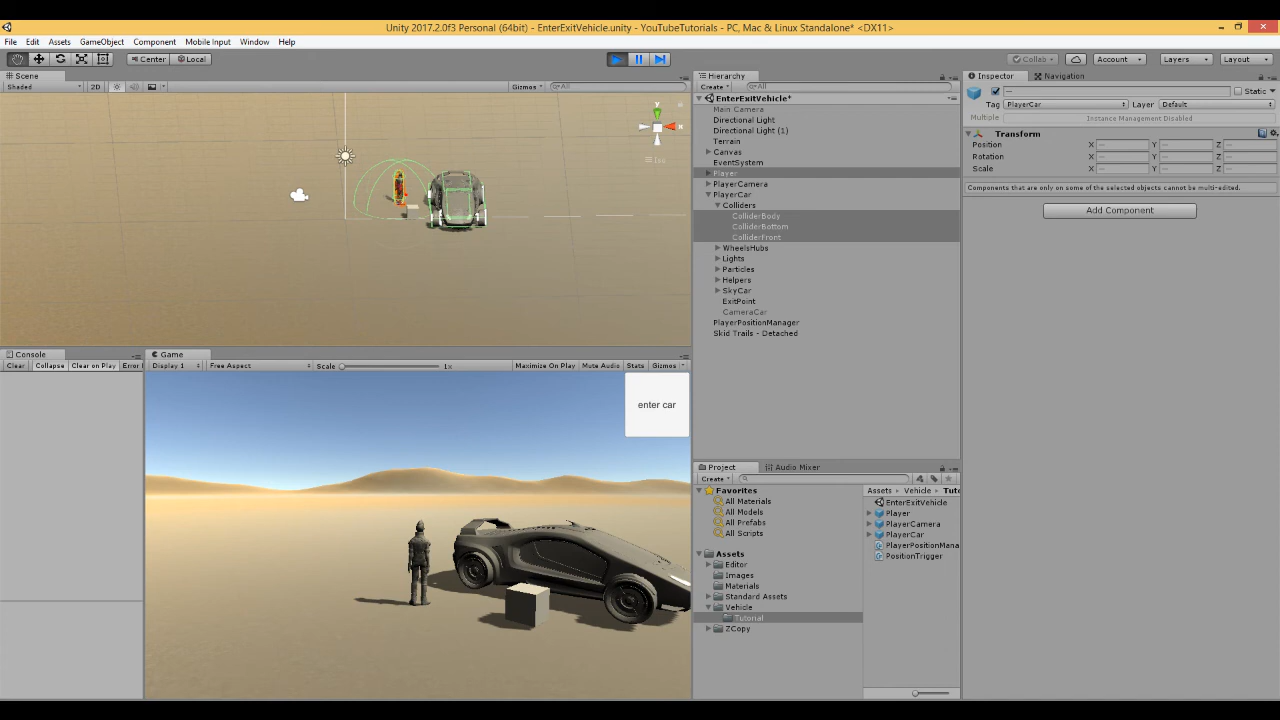 Unity 2017.2.0f3 Personal (64bit) - EnterExitVehicle.unity - YouTubeTutorials - PC, Mac & Linux Standalone* <DX11>
File Edit Assets GameObject Component Mobile Input Window Help
Center Local Collab Account Layers Layout
Scene
Shaded 2D Gizmos All
y
x
Iso
Hierarchy
Create All
EnterExitVehicle*
Main Camera
Directional Light
Directional Light (1)
Terrain
Canvas
EventSystem
Player
PlayerCamera
PlayerCar
Colliders
ColliderBody
ColliderBottom
ColliderFront
WheelsHubs
Lights
Particles
Helpers
SkyCar
ExitPoint
CameraCar
PlayerPositionManager
Skid Trails - Detached
Inspector Navigation
— Static
Tag PlayerCar Layer Default
Multiple Instance Management Disabled
Transform
Position X — Y — Z —
Rotation X — Y — Z —
Scale X — Y — Z —
Components that are only on some of the selected objects cannot be multi-edited.
Add Component
Console
Clear Collapse Clear on Play Error
Game
Display 1 Free Aspect Scale 1x Maximize On Play Mute Audio Stats Gizmos
enter car
Project Audio Mixer
Create
Favorites
All Materials
All Models
All Prefabs
All Scripts
Assets
Editor
Images
Materials
Standard Assets
Vehicle
Tutorial
ZCopy
Assets Vehicle Tuto
EnterExitVehicle
Player
PlayerCamera
PlayerCar
PlayerPositionMana
PositionTrigger